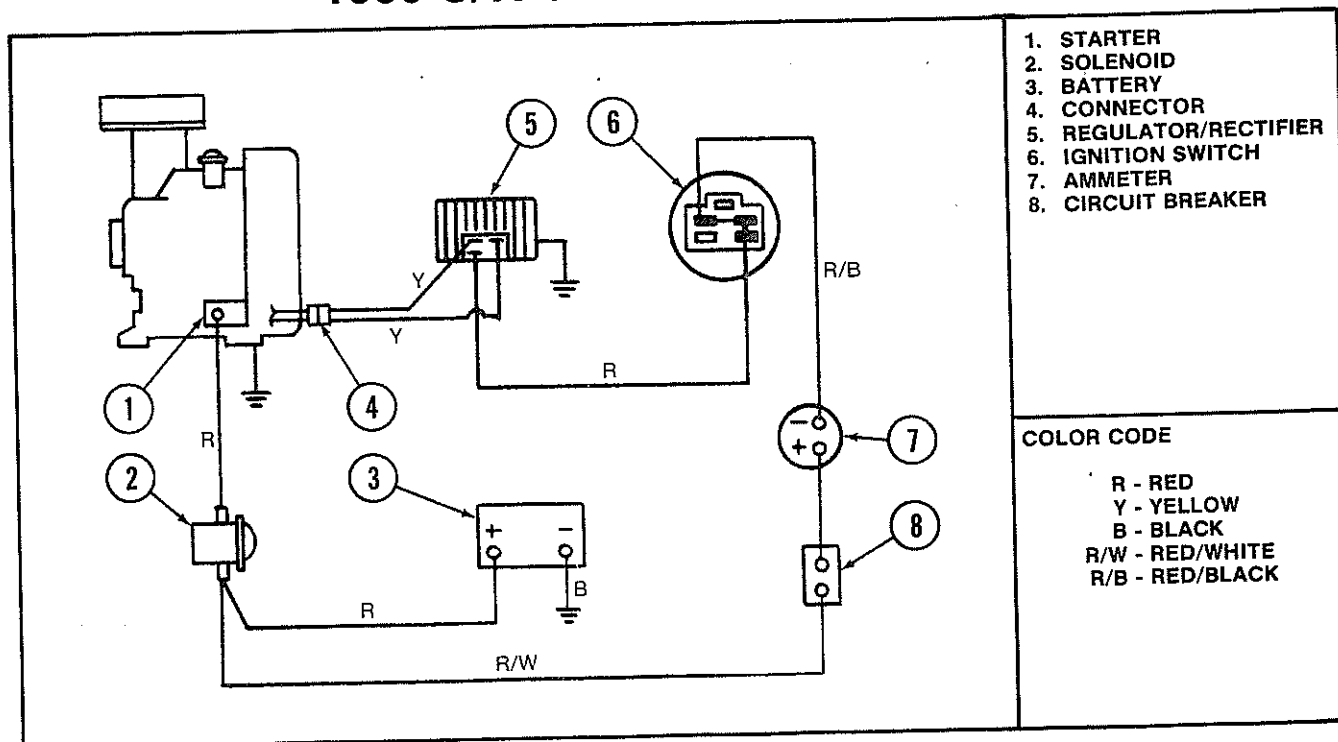 1. STARTER
2. SOLENOID
3. BATTERY
4. CONNECTOR
5. REGULATOR/RECTIFIER
6. IGNITION SWITCH
7. AMMETER
8. CIRCUIT BREAKER
5
6
Y
R/B
Y
R
1
4
R
- 
+
7
2
3
+ -
8
R
B
R/W
COLOR CODE
R - RED
Y - YELLOW
B - BLACK
R/W - RED/WHITE
R/B - RED/BLACK